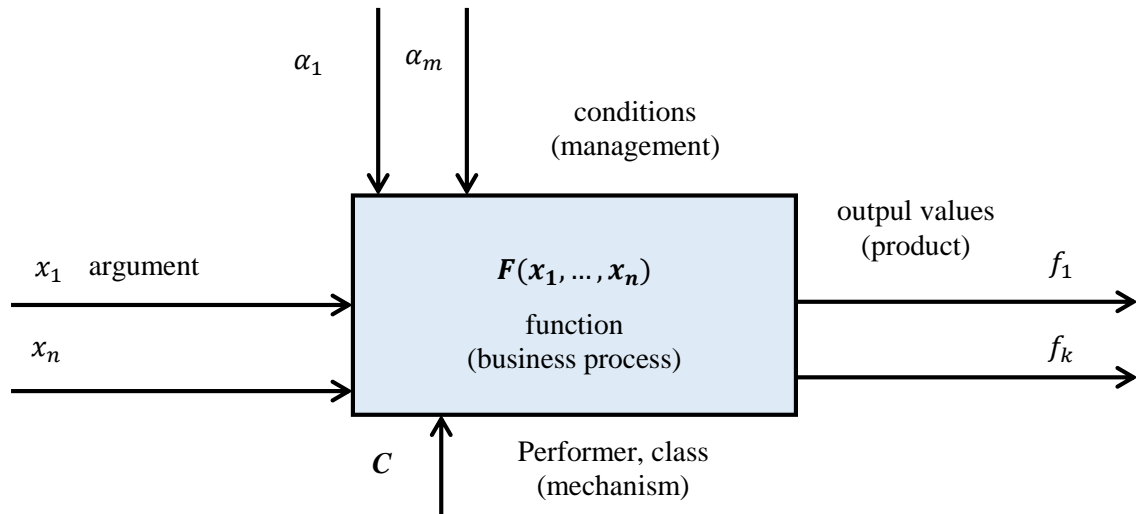 α₁
αₘ
conditions
(management)
outpul values
(product)
x₁ argument
F(x₁, … , xₙ)
f₁
function
(business process)
xₙ
fₖ
C
Performer, class
(mechanism)